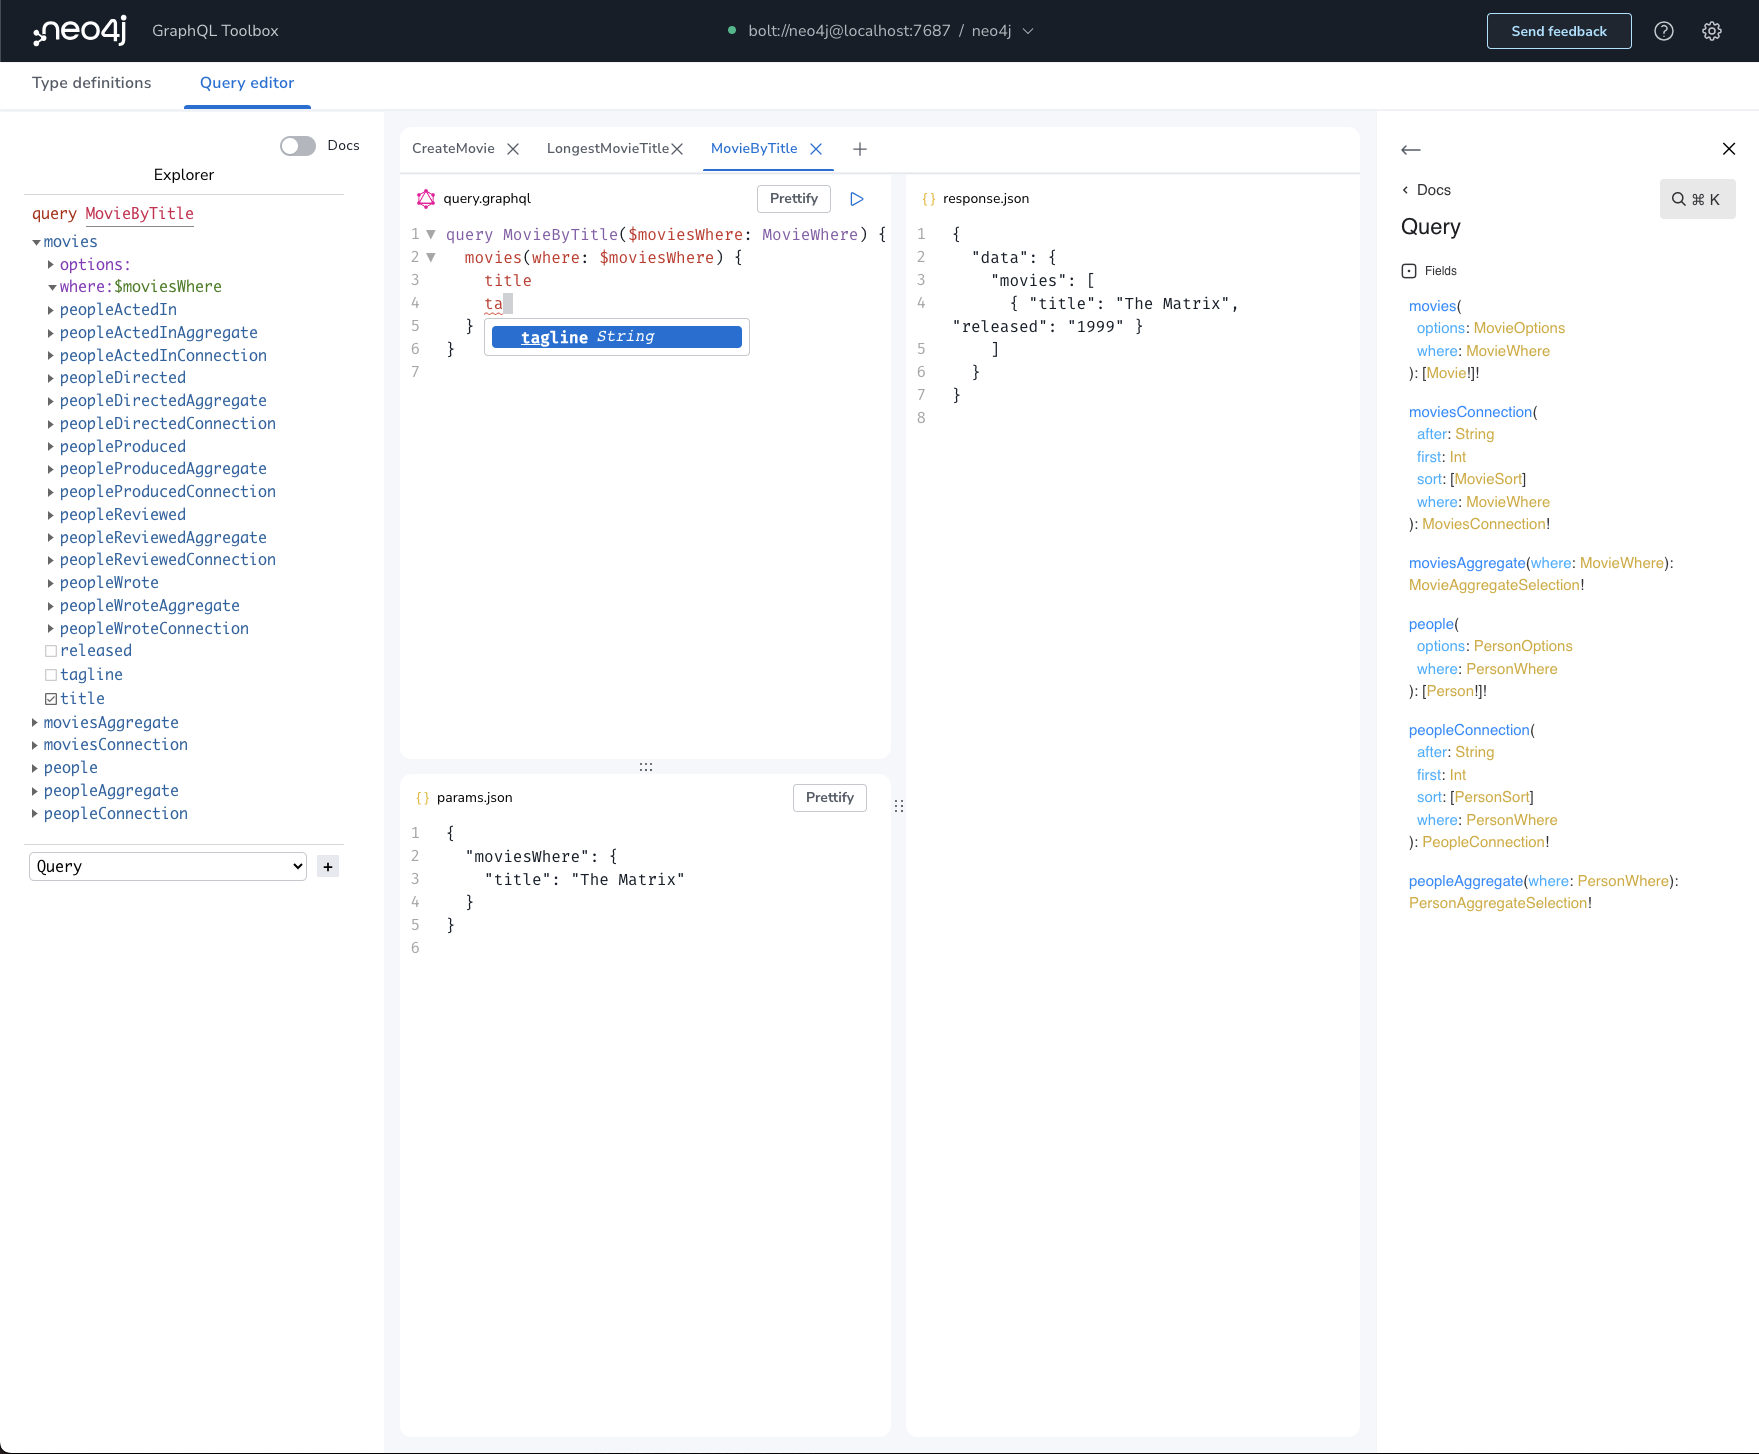 neo4j GraphQL Toolbox
bolt://neo4j@localhost:7687 / neo4j
Send feedback
Type definitions
Query editor
Docs
Explorer
query MovieByTitle
movies
options:
where:$moviesWhere
peopleActedIn
peopleActedInAggregate
peopleActedInConnection
peopleDirected
peopleDirectedAggregate
peopleDirectedConnection
peopleProduced
peopleProducedAggregate
peopleProducedConnection
peopleReviewed
peopleReviewedAggregate
peopleReviewedConnection
peopleWrote
peopleWroteAggregate
peopleWroteConnection
released
tagline
title
moviesAggregate
moviesConnection
people
peopleAggregate
peopleConnection
Query
+
CreateMovie
LongestMovieTitle
MovieByTitle
query.graphql
Prettify
1 query MovieByTitle($moviesWhere: MovieWhere) {
2 movies(where: $moviesWhere) {
3 title
4 ta
5 }
tagline String
6 }
7
params.json
Prettify
1 {
2 "moviesWhere": {
3 "title": "The Matrix"
4 }
5 }
6
response.json
1 {
2 "data": {
3 "movies": [
4 { "title": "The Matrix",
"released": "1999" }
5 ]
6 }
7 }
8
Docs
⌘ K
Query
Fields
movies(
options: MovieOptions
where: MovieWhere
): [Movie!]!
moviesConnection(
after: String
first: Int
sort: [MovieSort]
where: MovieWhere
): MoviesConnection!
moviesAggregate(where: MovieWhere):
MovieAggregateSelection!
people(
options: PersonOptions
where: PersonWhere
): [Person!]!
peopleConnection(
after: String
first: Int
sort: [PersonSort]
where: PersonWhere
): PeopleConnection!
peopleAggregate(where: PersonWhere):
PersonAggregateSelection!